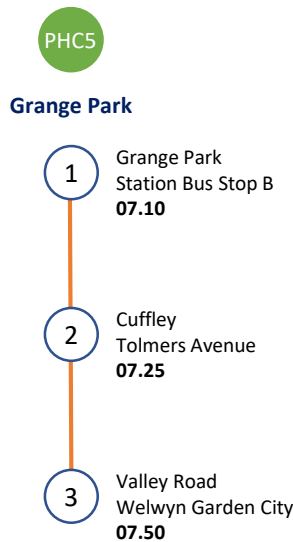 PHC5
Grange Park
1
Grange Park
Station Bus Stop B
07.10
2
Cuffley
Tolmers Avenue
07.25
3
Valley Road
Welwyn Garden City
07.50